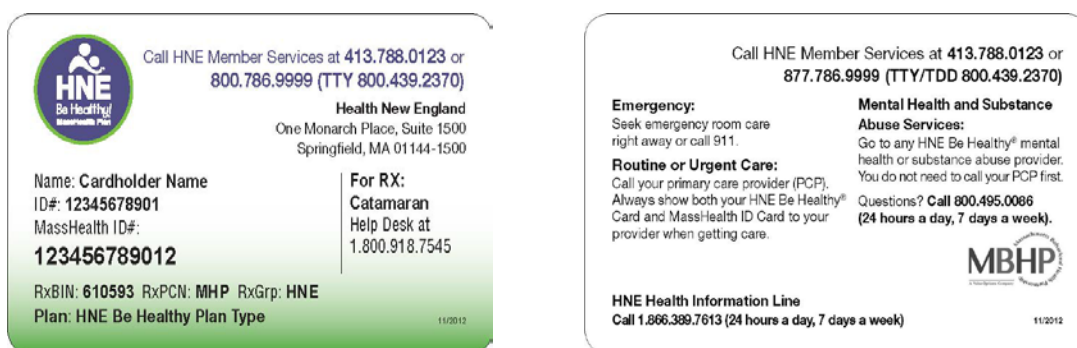 HNE
Be Healthy!
MassHealth Plan
Call HNE Member Services at 413.788.0123 or
800.786.9999 (TTY 800.439.2370)
Health New England
One Monarch Place, Suite 1500
Springfield, MA 01144-1500
Name: Cardholder Name
ID#: 12345678901
MassHealth ID#:
123456789012
For RX:
Catamaran
Help Desk at
1.800.918.7545
RxBIN: 610593 RxPCN: MHP RxGrp: HNE
Plan: HNE Be Healthy Plan Type
11/2012
Call HNE Member Services at 413.788.0123 or
877.786.9999 (TTY/TDD 800.439.2370)
Emergency:
Seek emergency room care
right away or call 911.
Routine or Urgent Care:
Call your primary care provider (PCP).
Always show both your HNE Be Healthy®
Card and MassHealth ID Card to your
provider when getting care.
Mental Health and Substance
Abuse Services:
Go to any HNE Be Healthy® mental
health or substance abuse provider.
You do not need to call your PCP first.
Questions? Call 800.495.0086
(24 hours a day, 7 days a week).
MBHP
HNE Health Information Line
Call 1.866.389.7613 (24 hours a day, 7 days a week)
11/2012